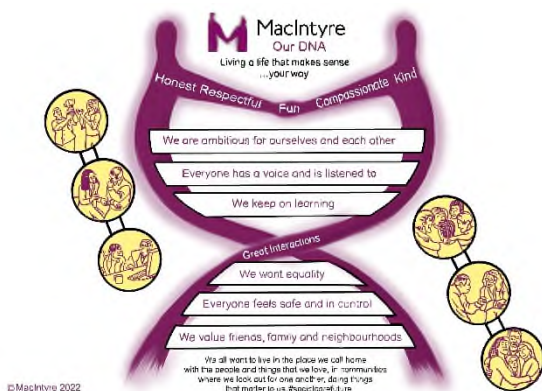 MacIntyre
Our DNA
Living a life that makes sense
...your way
Honest Respectful Fun Compassionate Kind
We are ambitious for ourselves and each other
Everyone has a voice and is listened to
We keep on learning
Great Interactions
We want equality
Everyone feels safe and in control
We value friends, family and neighbourhoods
We all want to live in the place we call home
with the people and things that we love, in communities
where we look out for one another, doing things
that matter to us. #socialcarefuture
©MacIntyre 2022